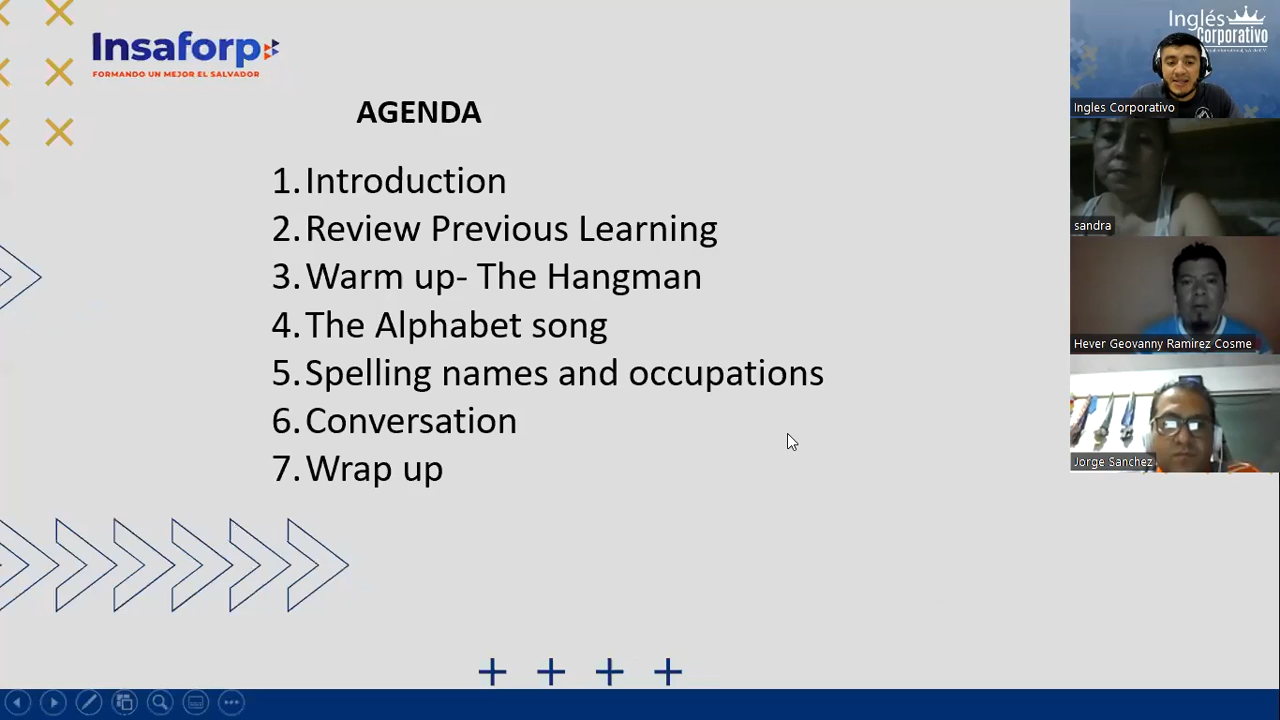 Insaforp
FORMANDO UN MEJOR EL SALVADOR
AGENDA
1. Introduction
2. Review Previous Learning
3. Warm up- The Hangman
4. The Alphabet song
5. Spelling names and occupations
6. Conversation
7. Wrap up
Inglés
Corporativo
Ingles Corporativo
sandra
Hever Geovanny Ramirez Cosme
Jorge Sanchez